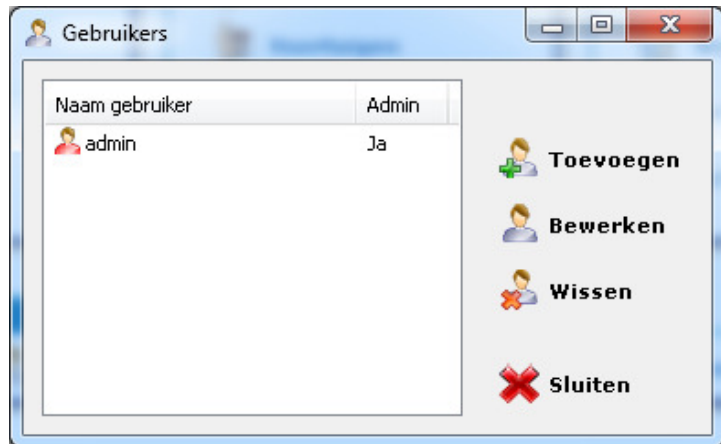 Gebruikers
Naam gebruiker Admin
admin Ja
Toevoegen
Bewerken
Wissen
Sluiten